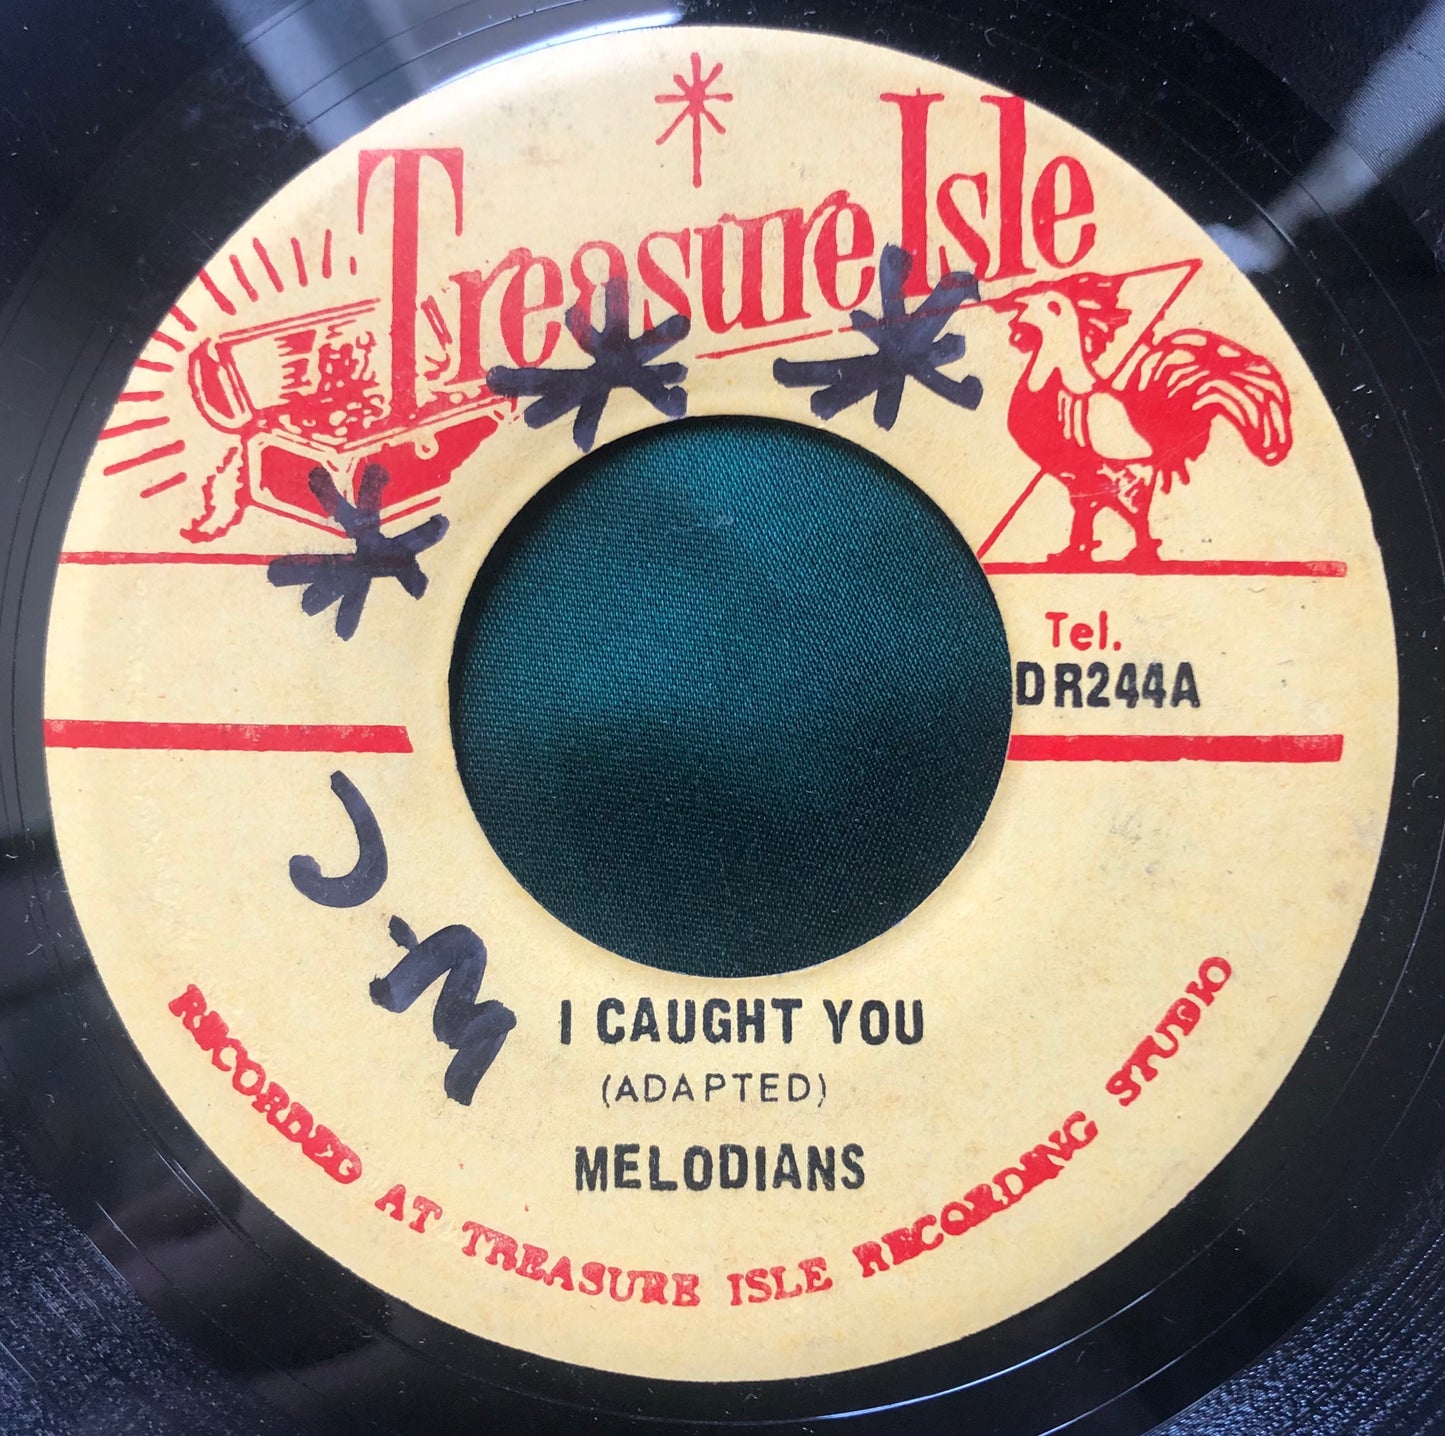 Treasure Isle
Tel.
DR244A
J.M
I CAUGHT YOU
(ADAPTED)
MELODIANS
RECORDED AT TREASURE ISLE RECORDING STUDIO